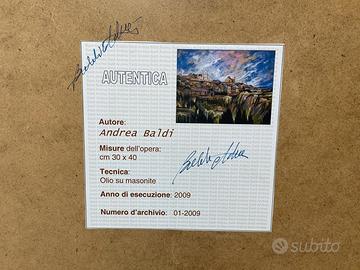 AUTENTICA
Autore:
Andrea Baldi
Misure dell'opera:
cm 30 x 40
Tecnica:
Olio su masonite
Anno di esecuzione: 2009
Numero d'archivio: 01-2009
subito